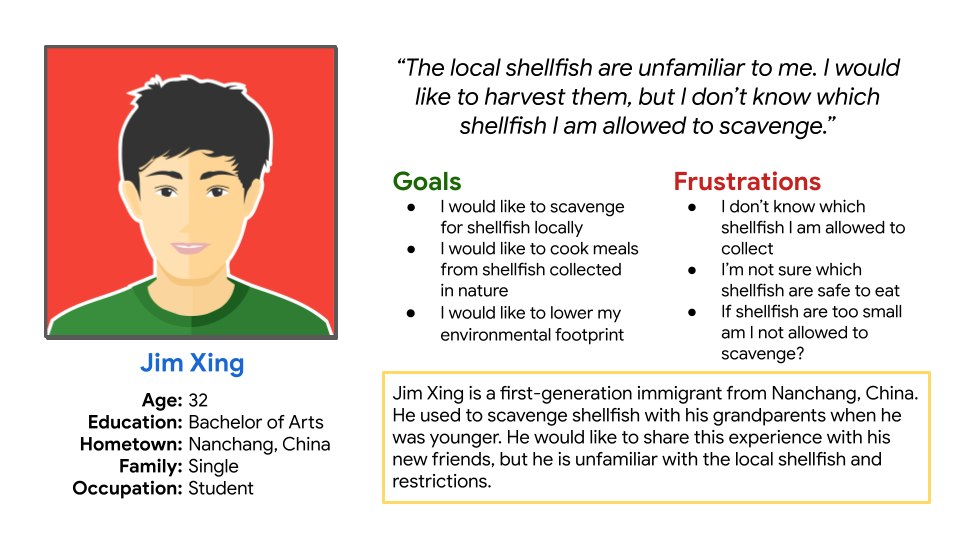 “The local shellfish are unfamiliar to me. I would
like to harvest them, but I don’t know which
shellfish I am allowed to scavenge.”
Goals
● I would like to scavenge
for shellfish locally
● I would like to cook meals
from shellfish collected
in nature
● I would like to lower my
environmental footprint
Frustrations
● I don’t know which
shellfish I am allowed to
collect
● I’m not sure which
shellfish are safe to eat
● If shellfish are too small
am I not allowed to
scavenge?
Jim Xing
Age: 32
Education: Bachelor of Arts
Hometown: Nanchang, China
Family: Single
Occupation: Student
Jim Xing is a first-generation immigrant from Nanchang, China.
He used to scavenge shellfish with his grandparents when he
was younger. He would like to share this experience with his
new friends, but he is unfamiliar with the local shellfish and
restrictions.